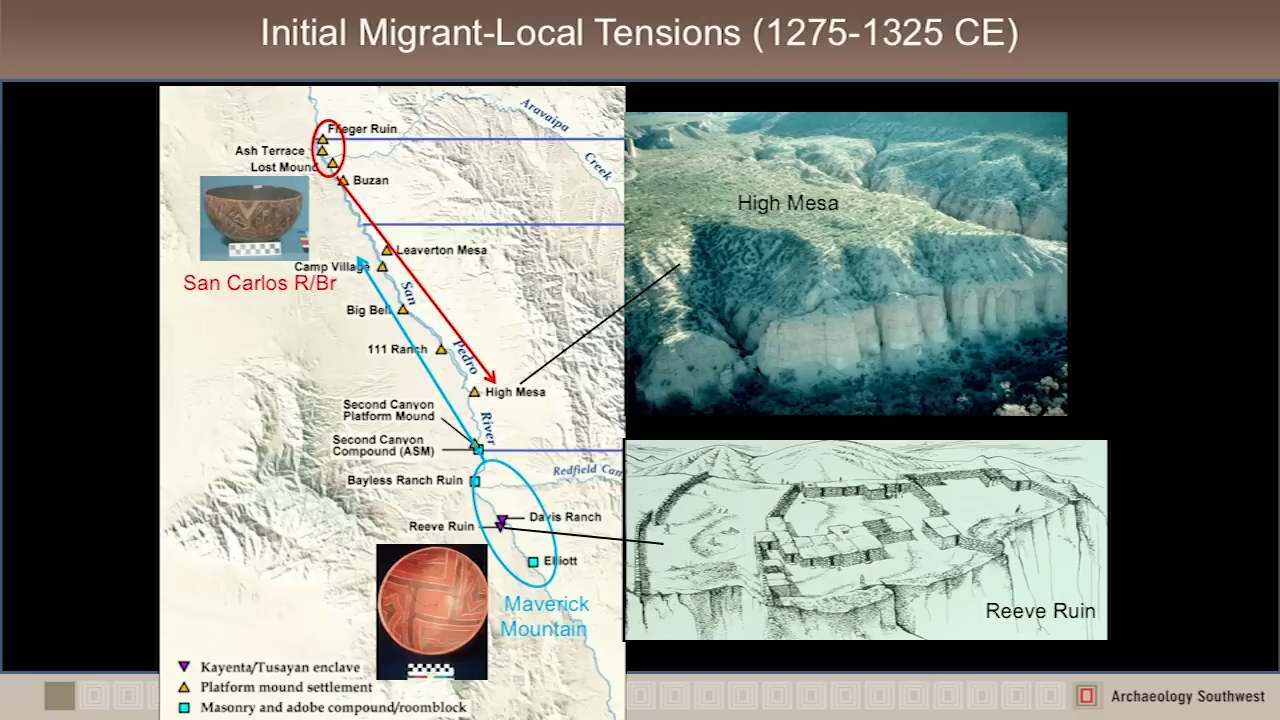 Initial Migrant-Local Tensions (1275-1325 CE)
Aravaipa
Creek
Flieger Ruin
Ash Terrace
Lost Mound
Buzan
San Carlos R/Br
Leaverton Mesa
Camp Village
San
Big Bell
111 Ranch
Pedro
High Mesa
High Mesa
Second Canyon
Platform Mound
River
Second Canyon
Compound (ASM)
Redfield Can
Bayless Ranch Ruin
Davis Ranch
Reeve Ruin
Elliott
Maverick
Mountain
Reeve Ruin
Kayenta/Tusayan enclave
Platform mound settlement
Masonry and adobe compound/roomblock
Archaeology Southwest